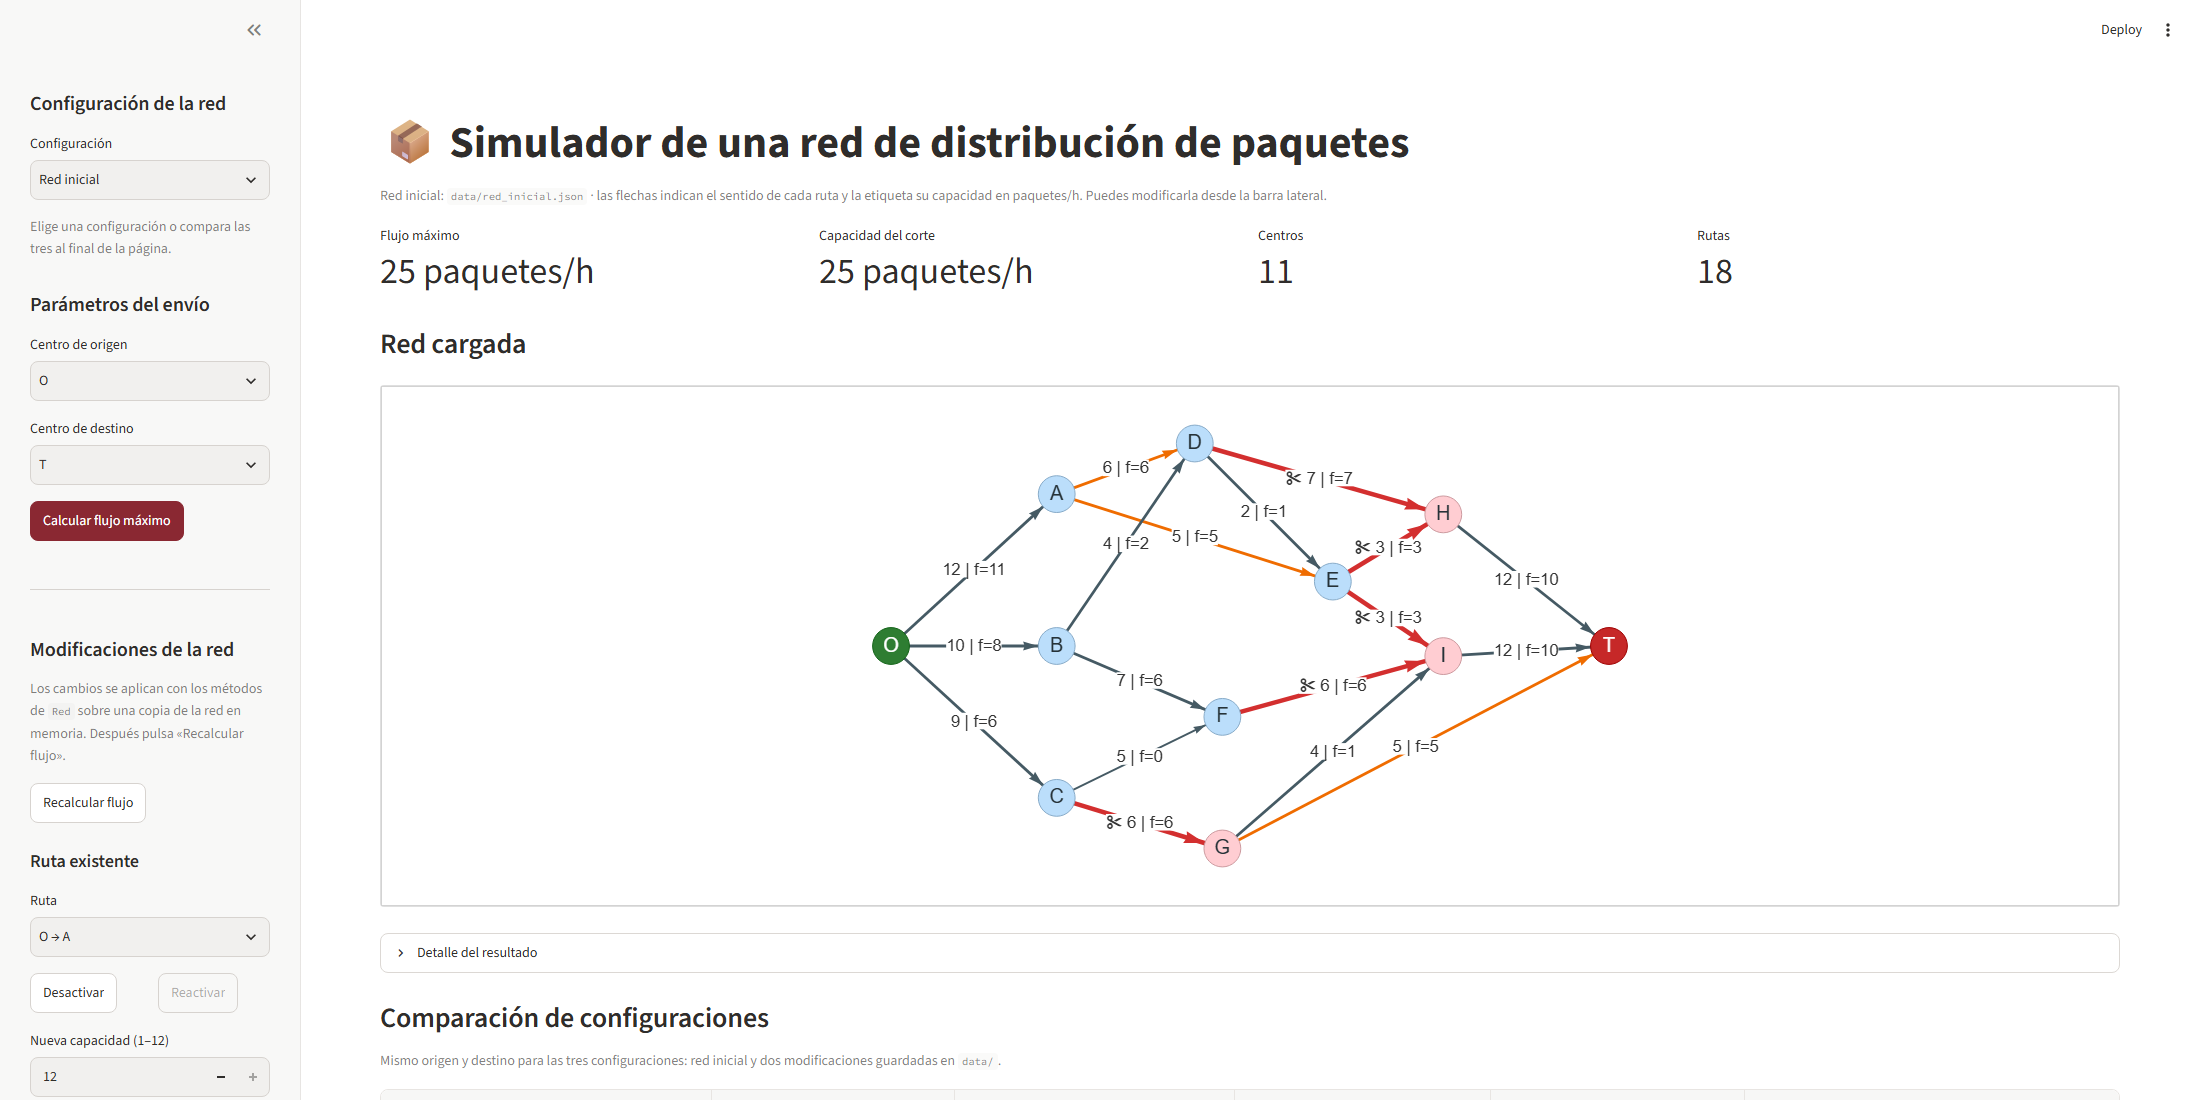 Deploy
Configuración de la red
Configuración
Red inicial
Elige una configuración o compara las
tres al final de la página.
Parámetros del envío
Centro de origen
O
Centro de destino
T
Calcular flujo máximo
Modificaciones de la red
Los cambios se aplican con los métodos
de Red sobre una copia de la red en
memoria. Después pulsa «Recalcular
flujo».
Recalcular flujo
Ruta existente
Ruta
O → A
Desactivar
Reactivar
Nueva capacidad (1–12)
12
Simulador de una red de distribución de paquetes
Red inicial: data/red_inicial.json · las flechas indican el sentido de cada ruta y la etiqueta su capacidad en paquetes/h. Puedes modificarla desde la barra lateral.
Flujo máximo
25 paquetes/h
Capacidad del corte
25 paquetes/h
Centros
11
Rutas
18
Red cargada
D
6 | f=6
✂ 7 | f=7
A
2 | f=1
H
4 | f=2
5 | f=5
✂ 3 | f=3
12 | f=11
E
12 | f=10
✂ 3 | f=3
O
10 | f=8
B
I
12 | f=10
T
7 | f=6
✂ 6 | f=6
9 | f=6
F
5 | f=0
4 | f=1
5 | f=5
C
✂ 6 | f=6
G
Detalle del resultado
Comparación de configuraciones
Mismo origen y destino para las tres configuraciones: red inicial y dos modificaciones guardadas en data/ .